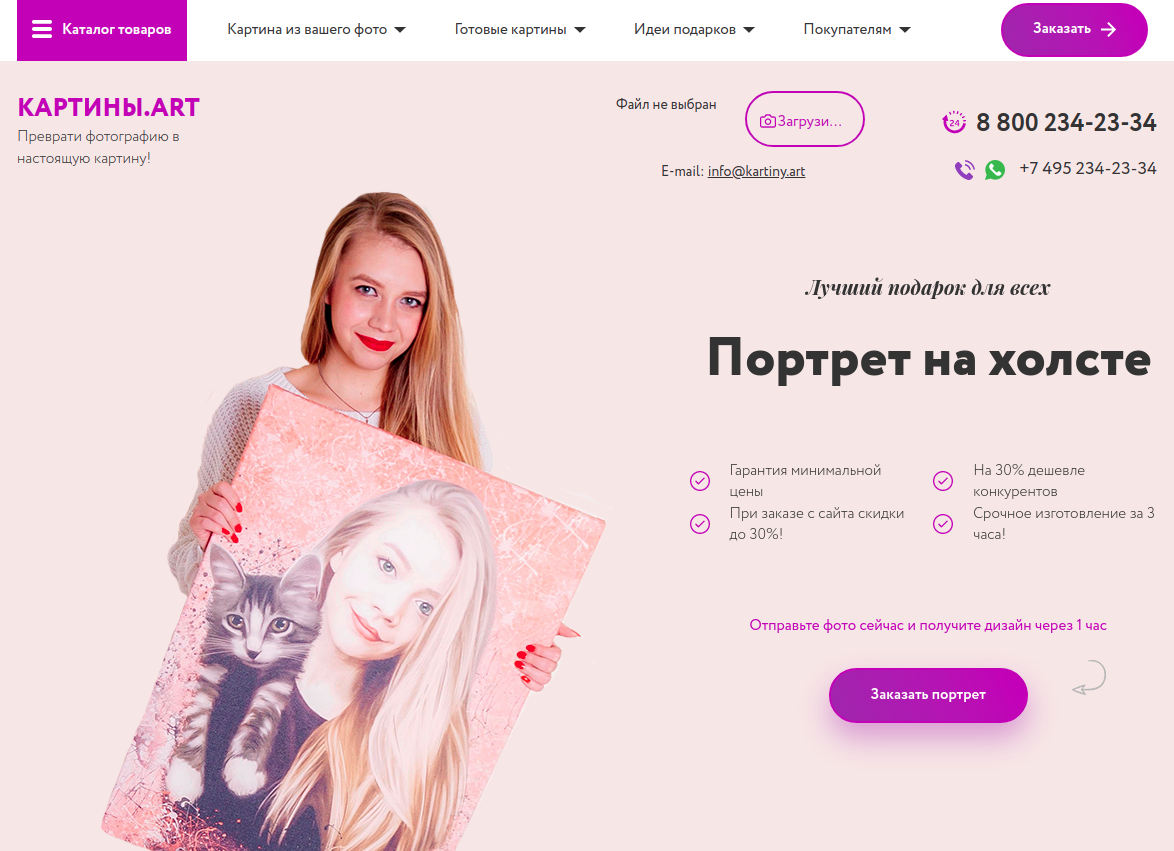 Каталог товаров
Картина из вашего фото
Готовые картины
Идеи подарков
Покупателям
Заказать
КАРТИНЫ.ART
Преврати фотографию в
настоящую картину!
Файл не выбран
Загрузи...
E-mail: info@kartiny.art
24
8 800 234-23-34
+7 495 234-23-34
Лучший подарок для всех
Портрет на холсте
Гарантия минимальной
цены
На 30% дешевле
конкурентов
При заказе с сайта скидки
до 30%!
Срочное изготовление за 3
часа!
Отправьте фото сейчас и получите дизайн через 1 час
Заказать портрет